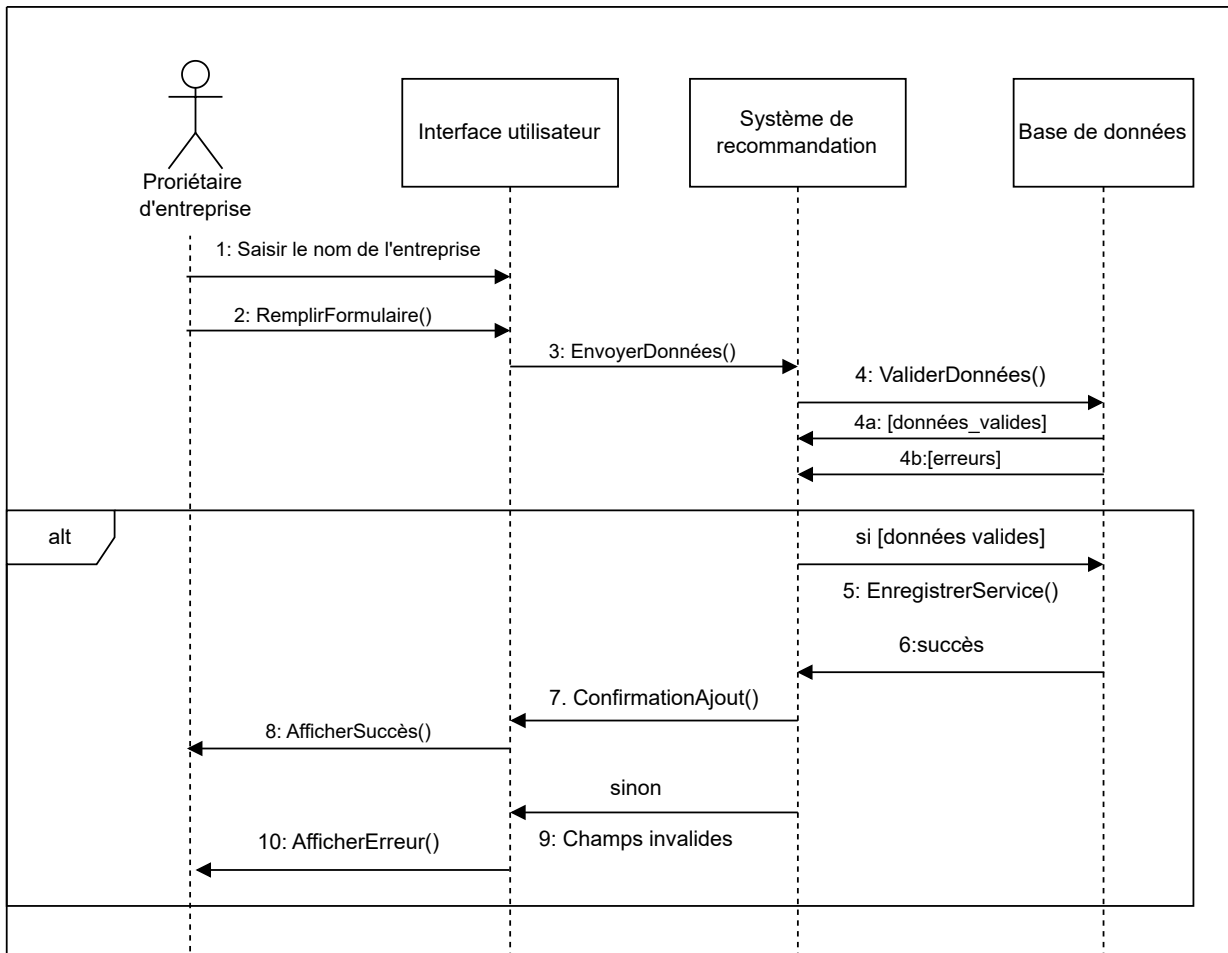 Interface utilisateur
Système de
recommandation
Base de données
Proriétaire
d'entreprise
1: Saisir le nom de l'entreprise
2: RemplirFormulaire()
3: EnvoyerDonnées()
4: ValiderDonnées()
4a: [données_valides]
4b:[erreurs]
alt
si [données valides]
5: EnregistrerService()
6:succès
7. ConfirmationAjout()
8: AfficherSuccès()
sinon
9: Champs invalides
10: AfficherErreur()